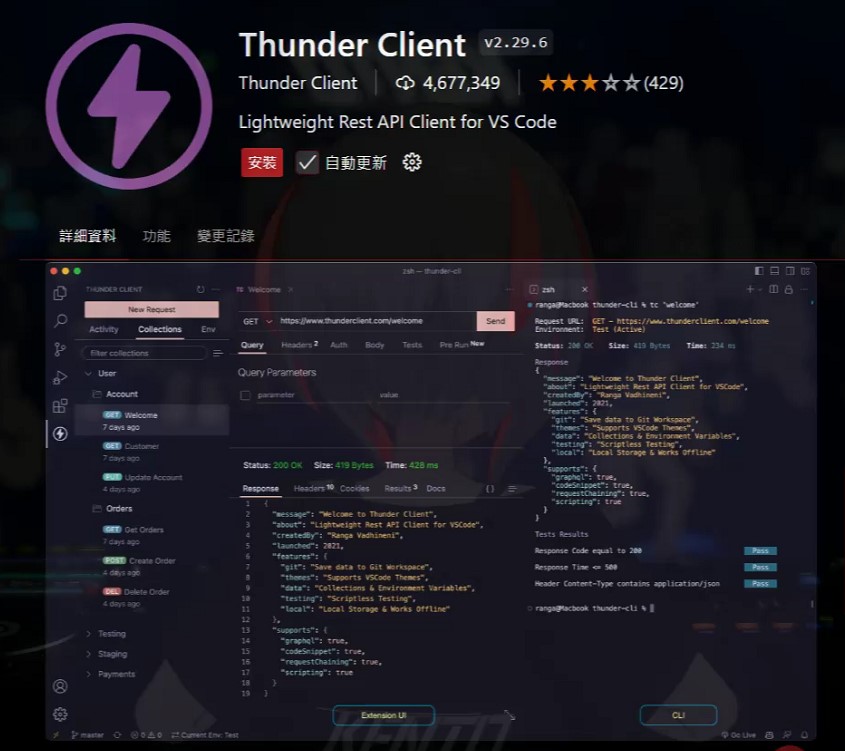 Thunder Client v2.29.6
Thunder Client 4,677,349 (429)
Lightweight Rest API Client for VS Code
安裝 自動更新
詳細資料 功能 變更記錄
zsh — thunder-cli
THUNDER CLIENT
New Request
Activity Collections Env
Filter collections
User
Account
GET Welcome
7 days ago
GET Customer
7 days ago
PUT Update Account
4 days ago
Orders
GET Get Orders
7 days ago
POST Create Order
4 days ago
DEL Delete Order
4 days ago
Testing
Staging
Payments
TC Welcome
GET https://www.thunderclient.com/welcome Send
Query Headers 2 Auth Body Tests Pre Run New
Query Parameters
parameter value
Status: 200 OK Size: 419 Bytes Time: 428 ms
Response Headers 10 Cookies Results 3 Docs { }
1 {
2 "message": "Welcome to Thunder Client",
3 "about": "Lightweight Rest API Client for VSCode",
4 "createdBy": "Ranga Vadhineni",
5 "launched": 2021,
6 "features": {
7 "git": "Save data to Git Workspace",
8 "themes": "Supports VSCode Themes",
9 "data": "Collections & Environment Variables",
10 "testing": "Scriptless Testing",
11 "local": "Local Storage & Works Offline"
12 },
13 "supports": {
14 "graphql": true,
15 "codeSnippet": true,
16 "requestChaining": true,
17 "scripting": true
18 }
19 }
Extension UI
zsh
ranga@Macbook thunder-cli % tc 'welcome'
Request URL: GET - https://www.thunderclient.com/welcome
Environment: Test (Active)
Status: 200 OK Size: 419 Bytes Time: 234 ms
Response
{
"message": "Welcome to Thunder Client",
"about": "Lightweight Rest API Client for VSCode",
"createdBy": "Ranga Vadhineni",
"launched": 2021,
"features": {
"git": "Save data to Git Workspace",
"themes": "Supports VSCode Themes",
"data": "Collections & Environment Variables",
"testing": "Scriptless Testing",
"local": "Local Storage & Works Offline"
},
"supports": {
"graphql": true,
"codeSnippet": true,
"requestChaining": true,
"scripting": true
}
}
Tests Results
Response Code equal to 200 Pass
Response Time <= 500 Pass
Header Content-Type contains application/json Pass
ranga@Macbook thunder-cli %
CLI
master 0 0 Current Env: Test Go Live